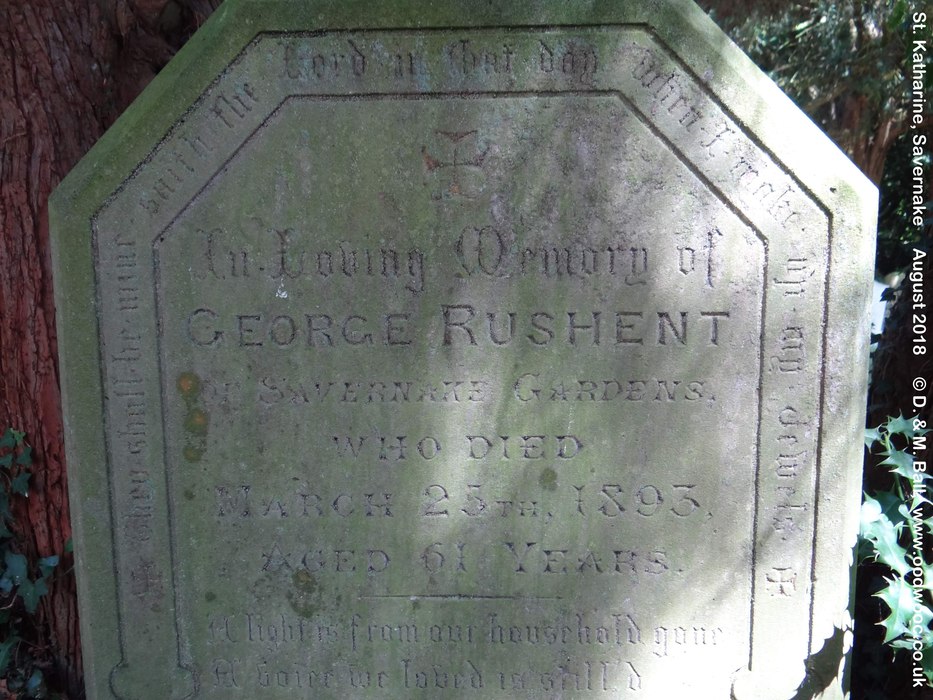 They shall be mine saith the Lord in that day when I make up my jewels
In Loving Memory of
GEORGE RUSHENT
OF SAVERNAKE GARDENS,
WHO DIED
MARCH 25TH, 1893,
AGED 61 YEARS.
A light is from our household gone
A voice we loved is still'd
St. Katharine, Savernake August 2018 © D. & M. Ball www.oodwooc.co.uk